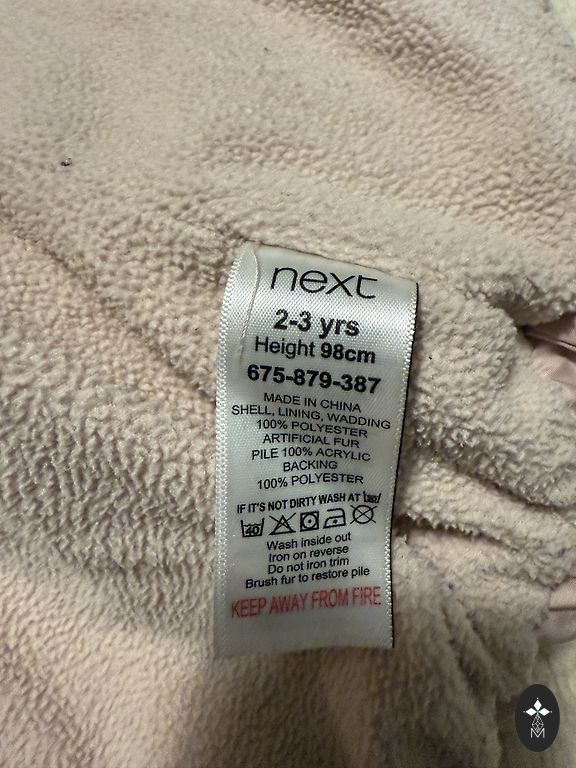 next
2-3 yrs
Height 98cm
675-879-387
MADE IN CHINA
SHELL, LINING, WADDING
100% POLYESTER
ARTIFICIAL FUR
PILE 100% ACRYLIC
BACKING
100% POLYESTER
IF IT'S NOT DIRTY WASH AT 30
40
Wash inside out
Iron on reverse
Do not iron trim
Brush fur to restore pile
KEEP AWAY FROM FIRE
M